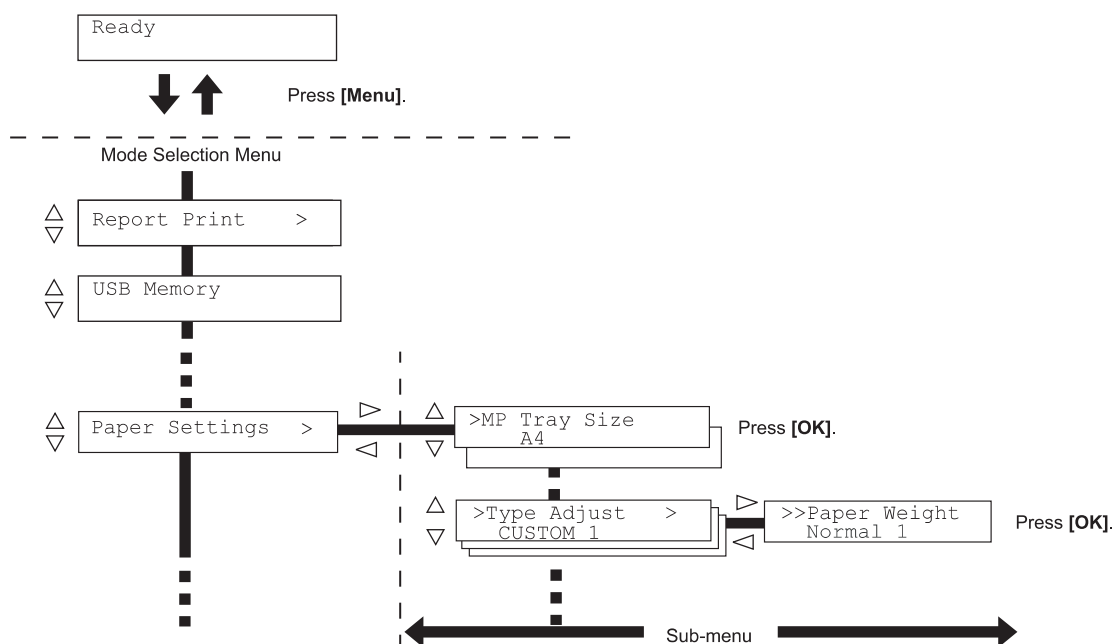 Ready
Press [Menu].
Mode Selection Menu
Report Print >
USB Memory
Paper Settings >
>MP Tray Size
A4
Press [OK].
>Type Adjust >
CUSTOM 1
>>Paper Weight
Normal 1
Press [OK].
Sub-menu